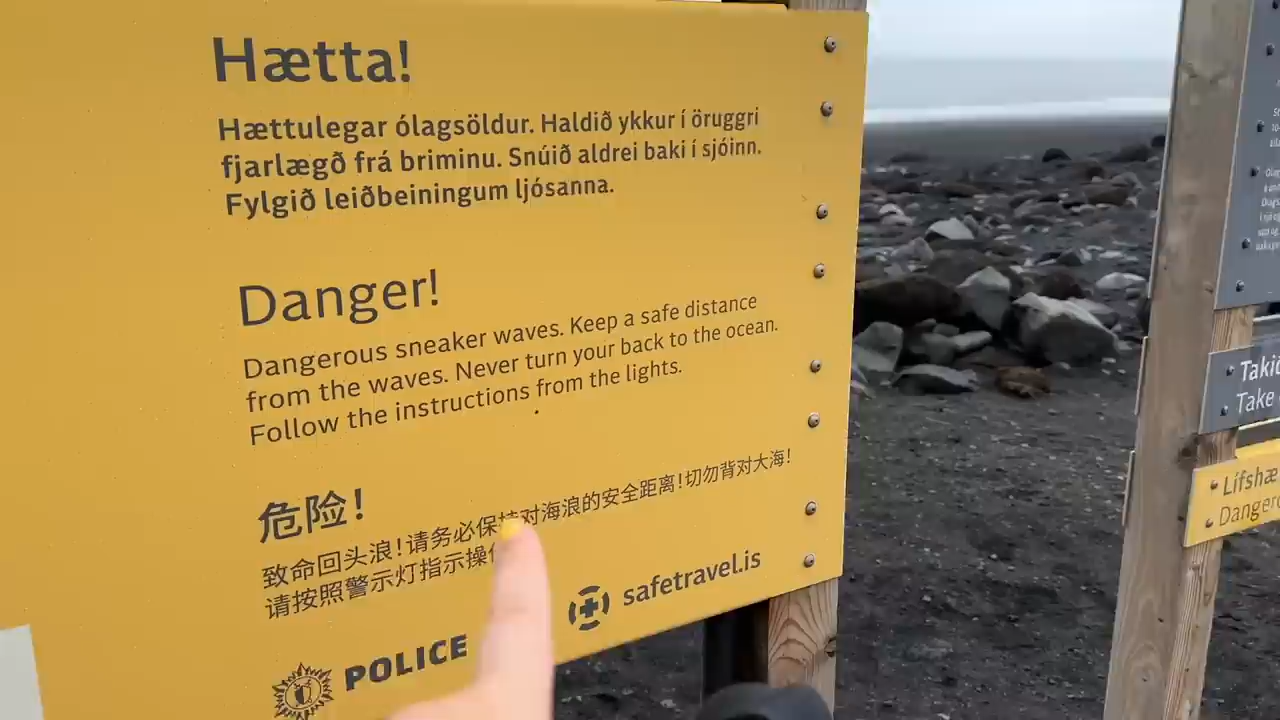 Hætta!
Hættulegar ólagsöldur. Haldið ykkur í öruggri
fjarlægð frá briminu. Snúið aldrei baki í sjóinn.
Fylgið leiðbeiningum ljósanna.
Danger!
Dangerous sneaker waves. Keep a safe distance
from the waves. Never turn your back to the ocean.
Follow the instructions from the lights.
危险!
致命回头浪!请务必保持对海浪的安全距离!切勿背对大海!
请按照警示灯指示操作
POLICE
safetravel.is
Take